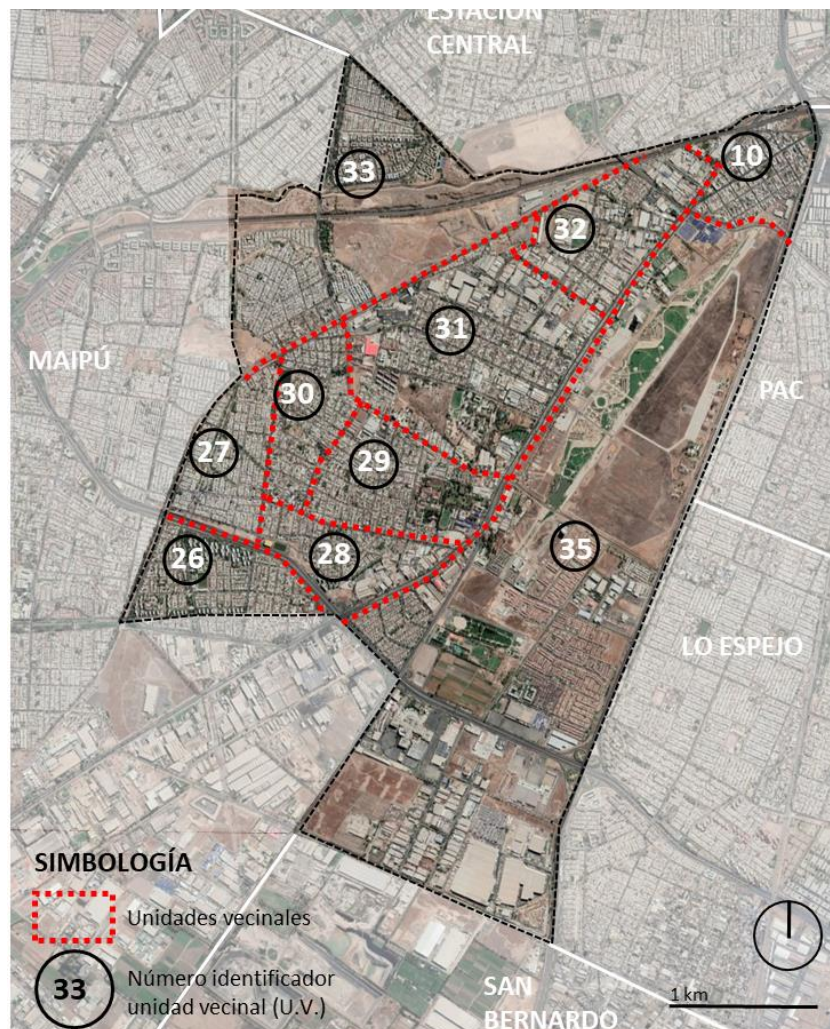 ESTACIÓN
CENTRAL
33
10
32
31
MAIPÚ
30
PAC
27
29
28
35
26
LO ESPEJO
SIMBOLOGÍA
Unidades vecinales
33
Número identificador
unidad vecinal (U.V.)
SAN
BERNARDO
1 km